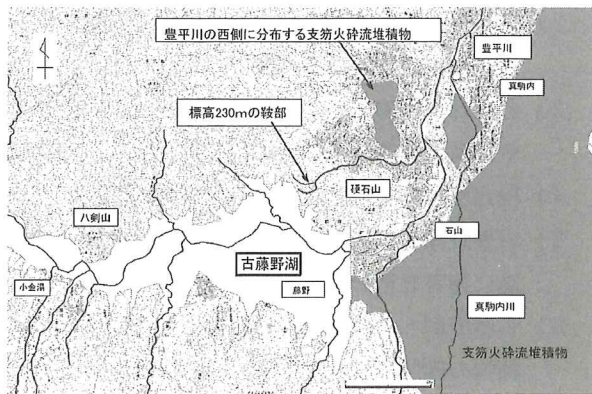 豊平川の西側に分布する支笏火砕流堆積物
豊平川
真駒内
標高230mの鞍部
硬石山
八剣山
石山
古藤野湖
小金湯
藤野
真駒内川
支笏火砕流堆積物